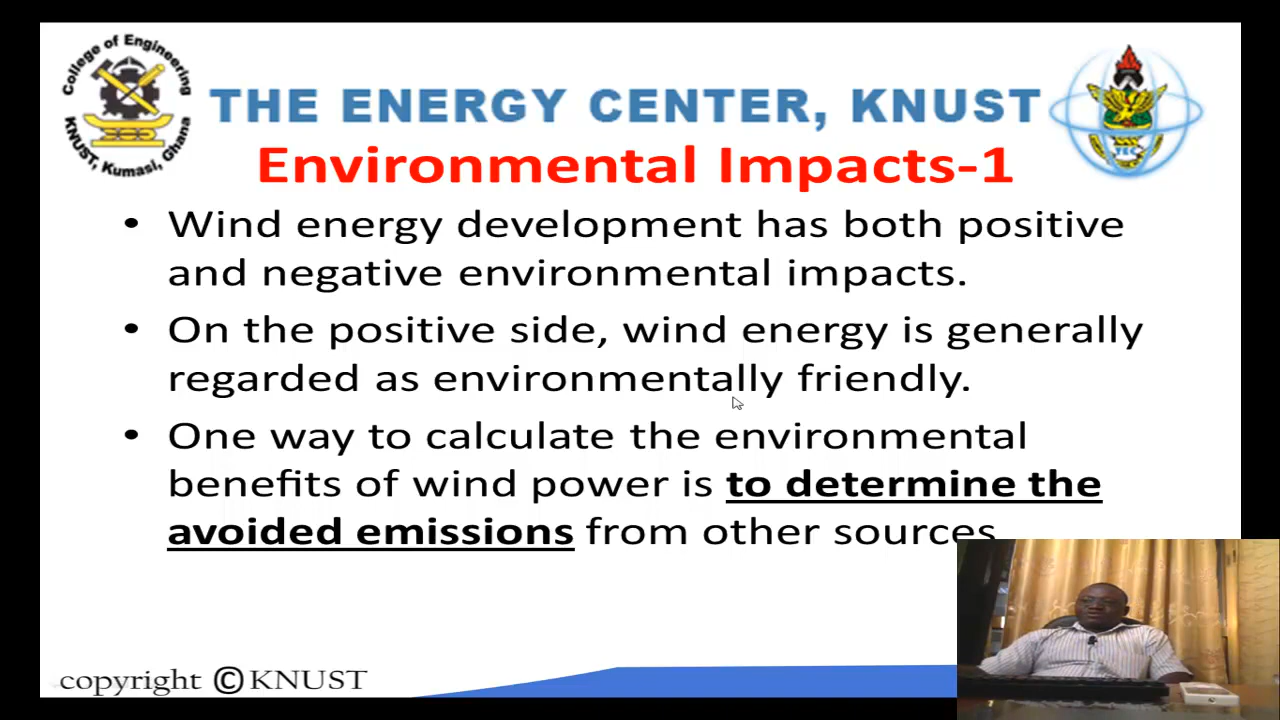 College of Engineering
KNUST, Kumasi, Ghana
THE ENERGY CENTER, KNUST
TEC
Environmental Impacts-1
• Wind energy development has both positive
and negative environmental impacts.
• On the positive side, wind energy is generally
regarded as environmentally friendly.
• One way to calculate the environmental
benefits of wind power is to determine the
avoided emissions from other sources
copyright © KNUST